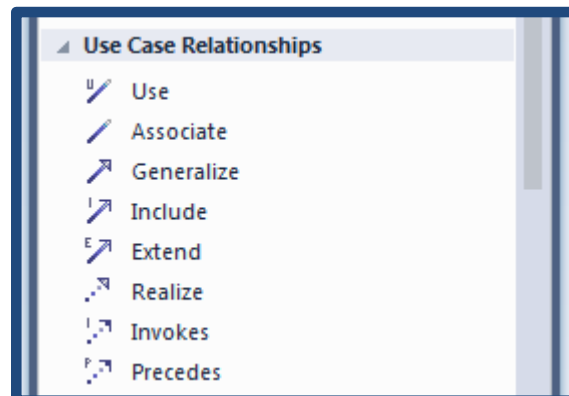 Use Case Relationships
U Use
Associate
Generalize
I Include
E Extend
Realize
I Invokes
P Precedes